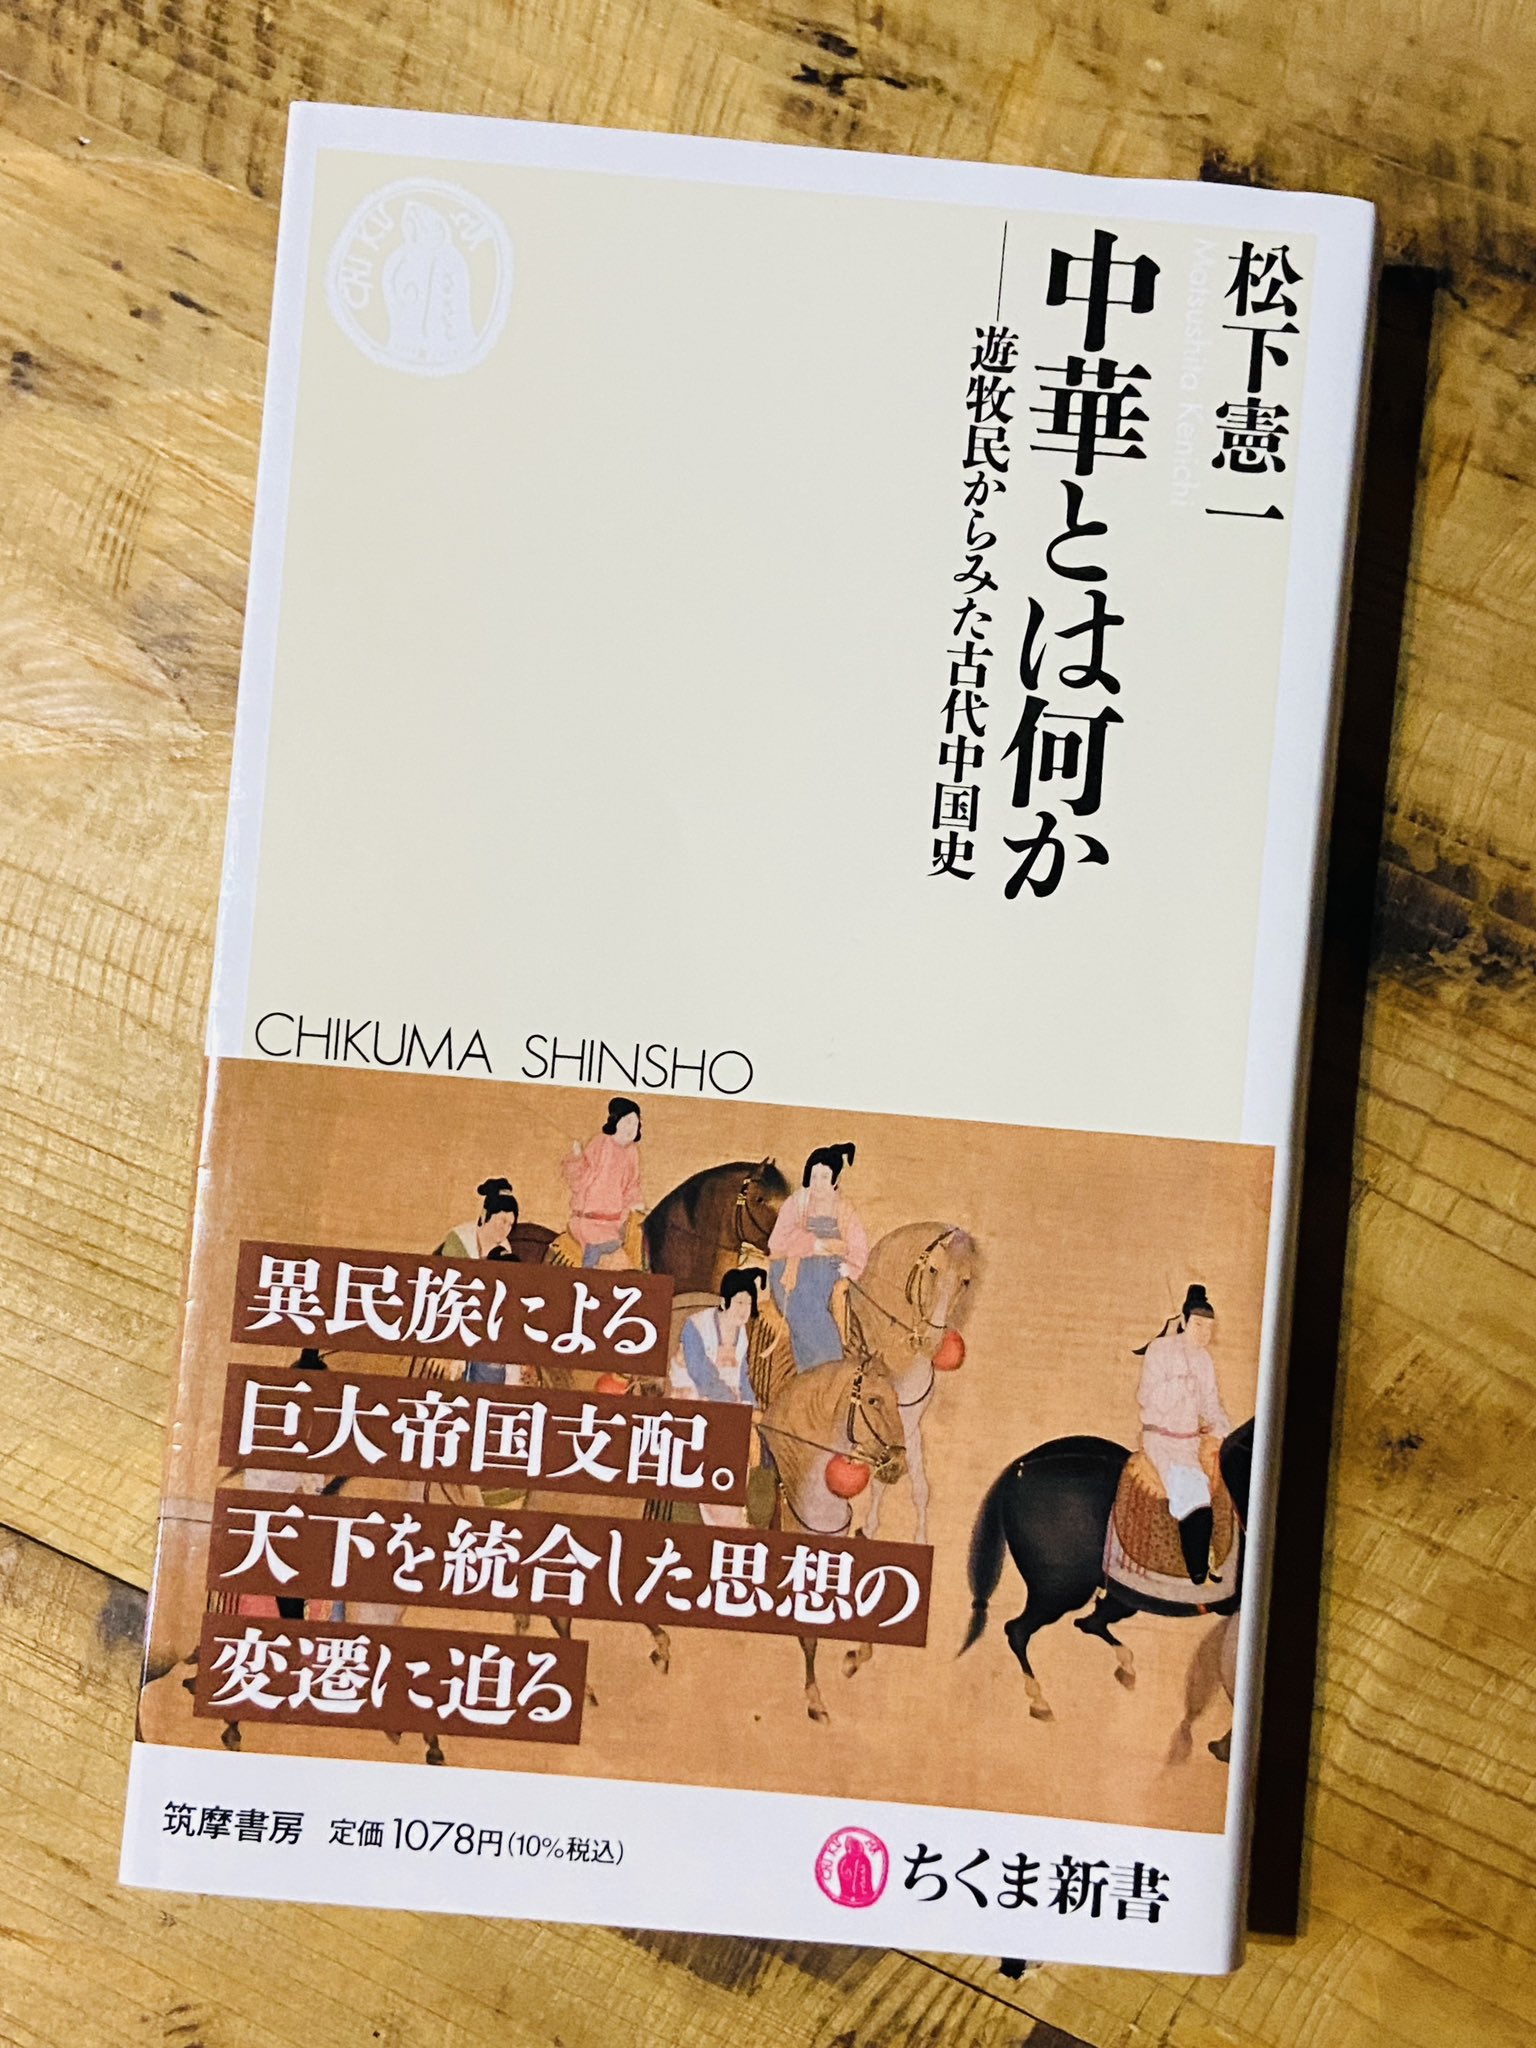 松下憲一
Matsushita Kenichi
中華とは何か
――遊牧民からみた古代中国史
CHIKUMA SHINSHO
異民族による
巨大帝国支配。
天下を統合した思想の
変遷に迫る
筑摩書房 定価1078円(10%税込)
ちくま新書